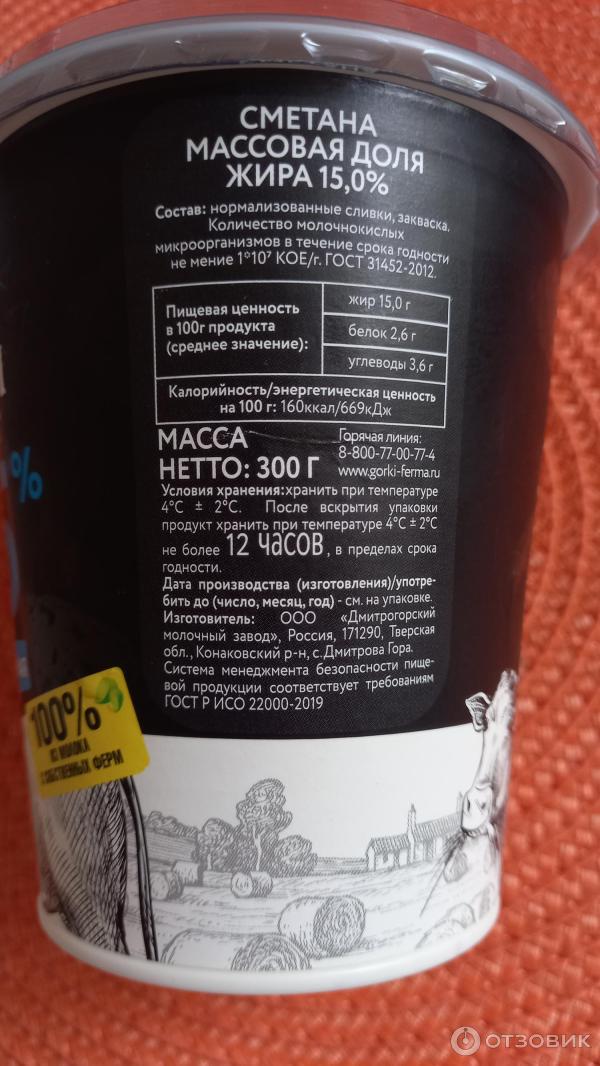 СМЕТАНА
МАССОВАЯ ДОЛЯ
ЖИРА 15,0%
Состав: нормализованные сливки, закваска.
Количество молочнокислых
микроорганизмов в течение срока годности
не мение 1*10⁷ КОЕ/г. ГОСТ 31452-2012.
Пищевая ценность
в 100г продукта
(среднее значение):
жир 15,0 г
белок 2,6 г
углеводы 3,6 г
Калорийность/энергетическая ценность
на 100 г: 160ккал/669кДж
МАССА
НЕТТО: 300 Г
Горячая линия:
8-800-77-00-77-4
www.gorki-ferma.ru
Условия хранения:хранить при температуре
4°С ± 2°С. После вскрытия упаковки
продукт хранить при температуре 4°С ± 2°С
не более 12 часов, в пределах срока
годности.
Дата производства (изготовления)/употре-
бить до (число, месяц, год) - см. на упаковке.
Изготовитель: ООО «Дмитрогорский
молочный завод», Россия, 171290, Тверская
обл., Конаковский р-н, с.Дмитрова Гора.
Система менеджмента безопасности пище-
вой продукции соответствует требованиям
ГОСТ Р ИСО 22000-2019
%
100%
ИЗ МОЛОКА
С СОБСТВЕННЫХ ФЕРМ
ОТЗОВИК